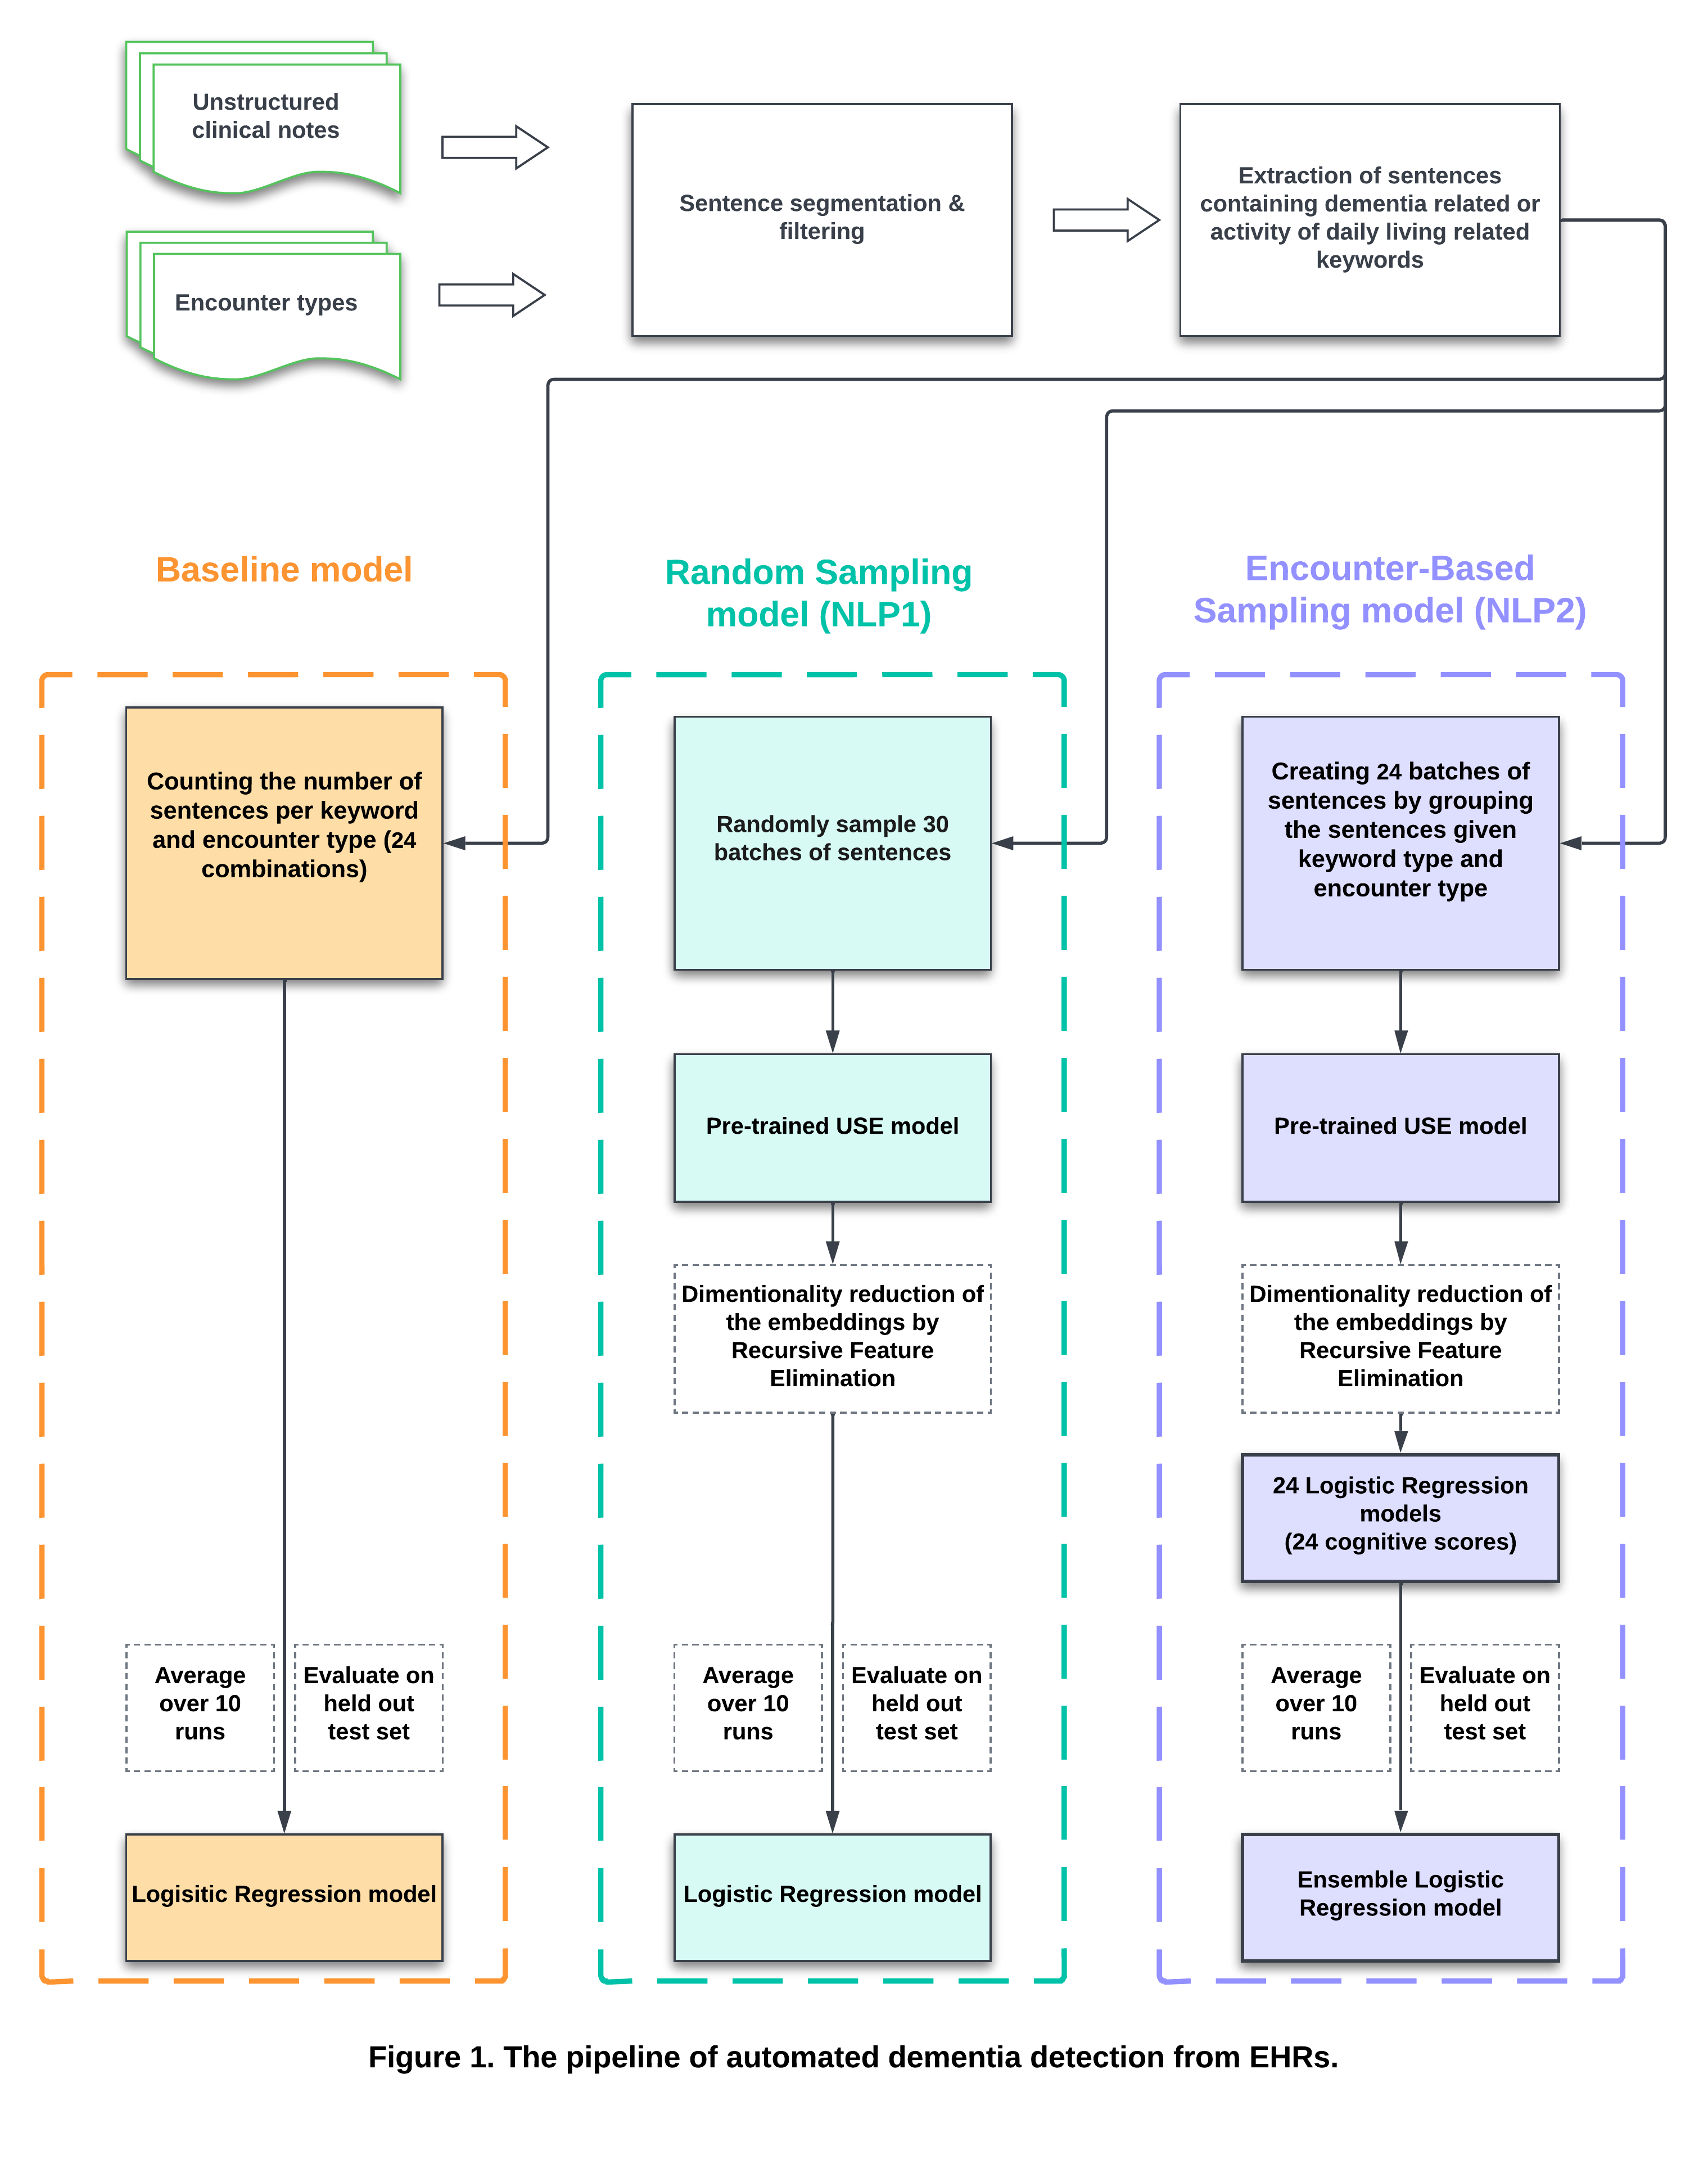 Unstructured
clinical notes
Encounter types
Sentence segmentation &
filtering
Extraction of sentences
containing dementia related or
activity of daily living related
keywords
Baseline model
Counting the number of
sentences per keyword
and encounter type (24
combinations)
Average
over 10
runs
Evaluate on
held out
test set
Logisitic Regression model
Random Sampling
model (NLP1)
Randomly sample 30
batches of sentences
Pre-trained USE model
Dimentionality reduction of
the embeddings by
Recursive Feature
Elimination
Average
over 10
runs
Evaluate on
held out
test set
Logistic Regression model
Encounter-Based
Sampling model (NLP2)
Creating 24 batches of
sentences by grouping
the sentences given
keyword type and
encounter type
Pre-trained USE model
Dimentionality reduction of
the embeddings by
Recursive Feature
Elimination
24 Logistic Regression
models
(24 cognitive scores)
Average
over 10
runs
Evaluate on
held out
test set
Ensemble Logistic
Regression model
Figure 1. The pipeline of automated dementia detection from EHRs.